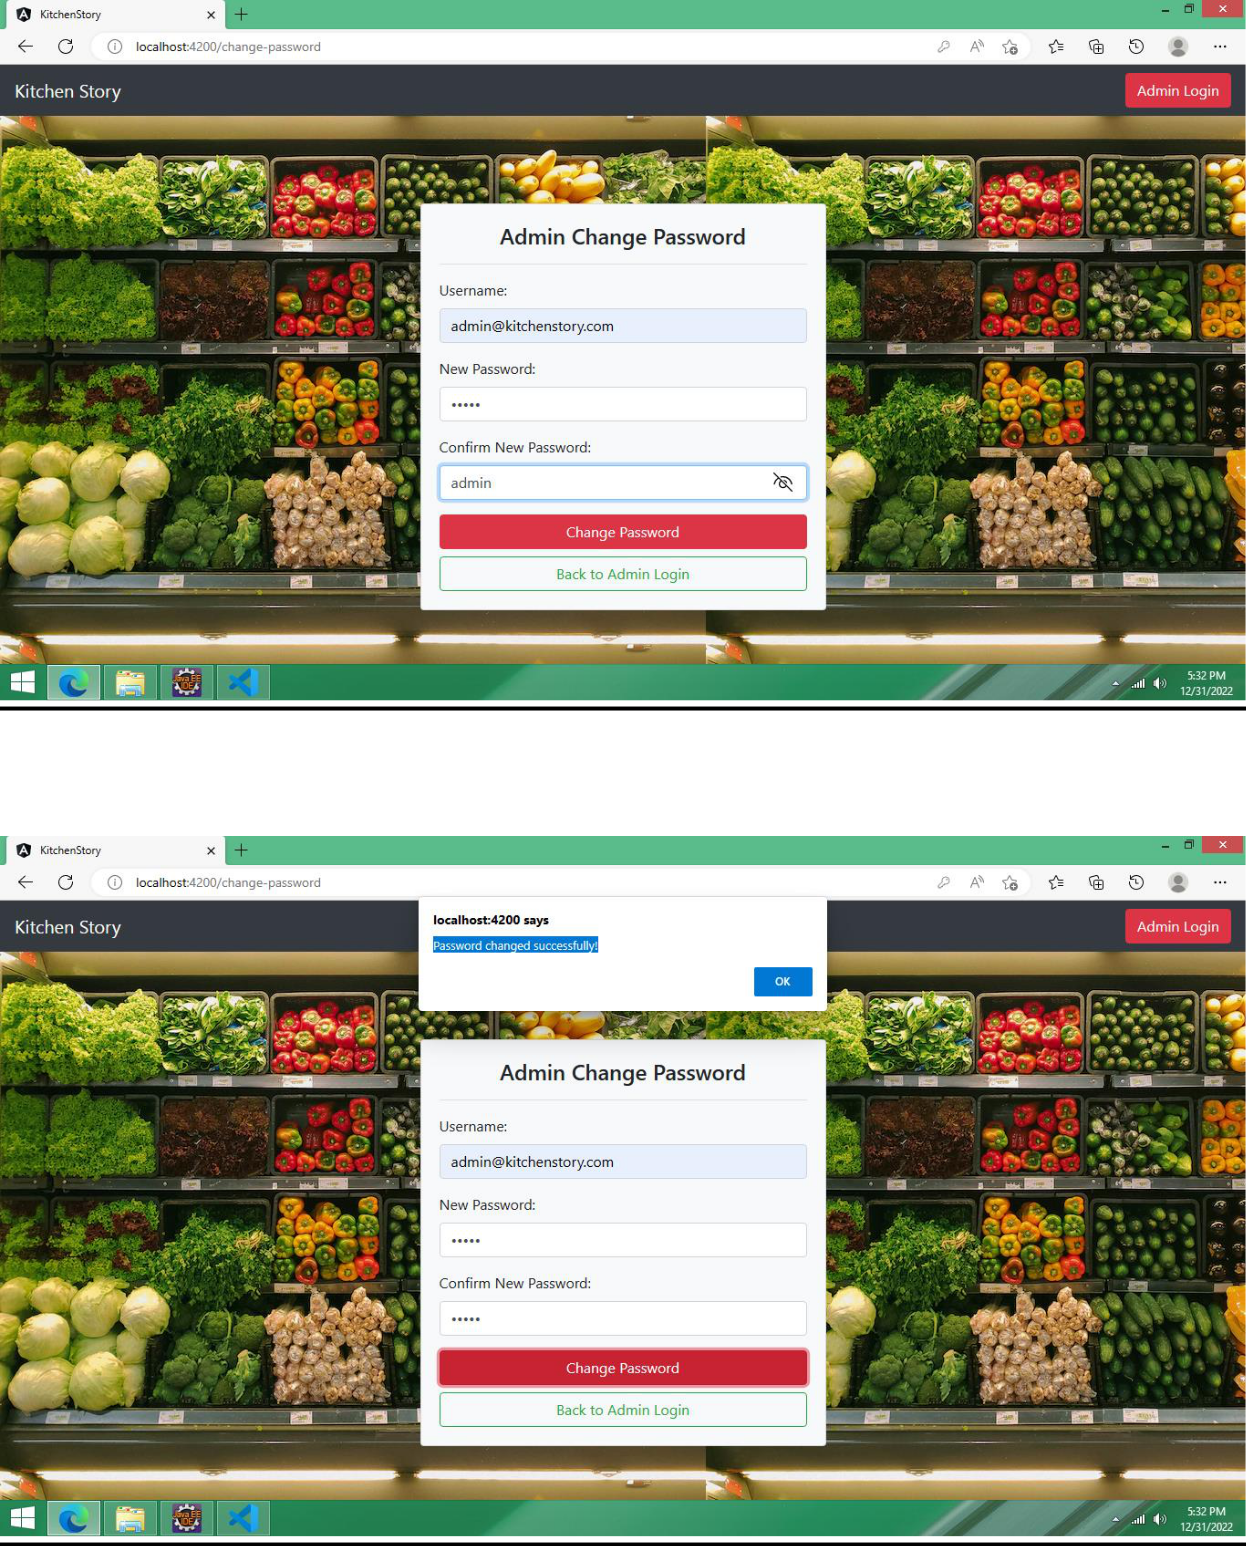 KitchenStory
localhost:4200/change-password
Kitchen Story
Admin Login
Admin Change Password
Username:
admin@kitchenstory.com
New Password:
•••••
Confirm New Password:
admin
Change Password
Back to Admin Login
5:32 PM
12/31/2022
KitchenStory
localhost:4200/change-password
localhost:4200 says
Kitchen Story
Admin Login
Password changed successfully!
OK
Admin Change Password
Username:
admin@kitchenstory.com
New Password:
•••••
Confirm New Password:
•••••
Change Password
Back to Admin Login
5:32 PM
12/31/2022